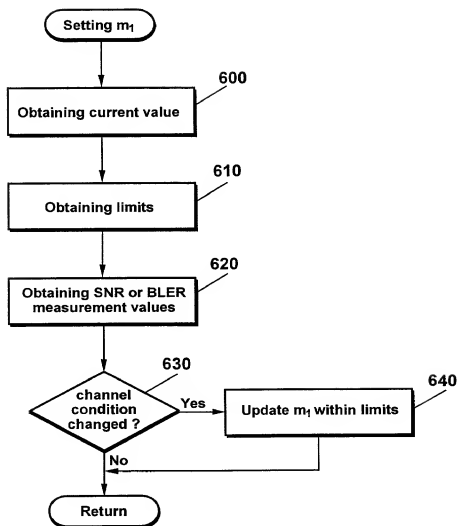 Setting m1
600
Obtaining current value
610
Obtaining limits
620
Obtaining SNR or BLER
measurement values
630
channel
condition
changed ?
Yes
640
Update m1 within limits
No
Return